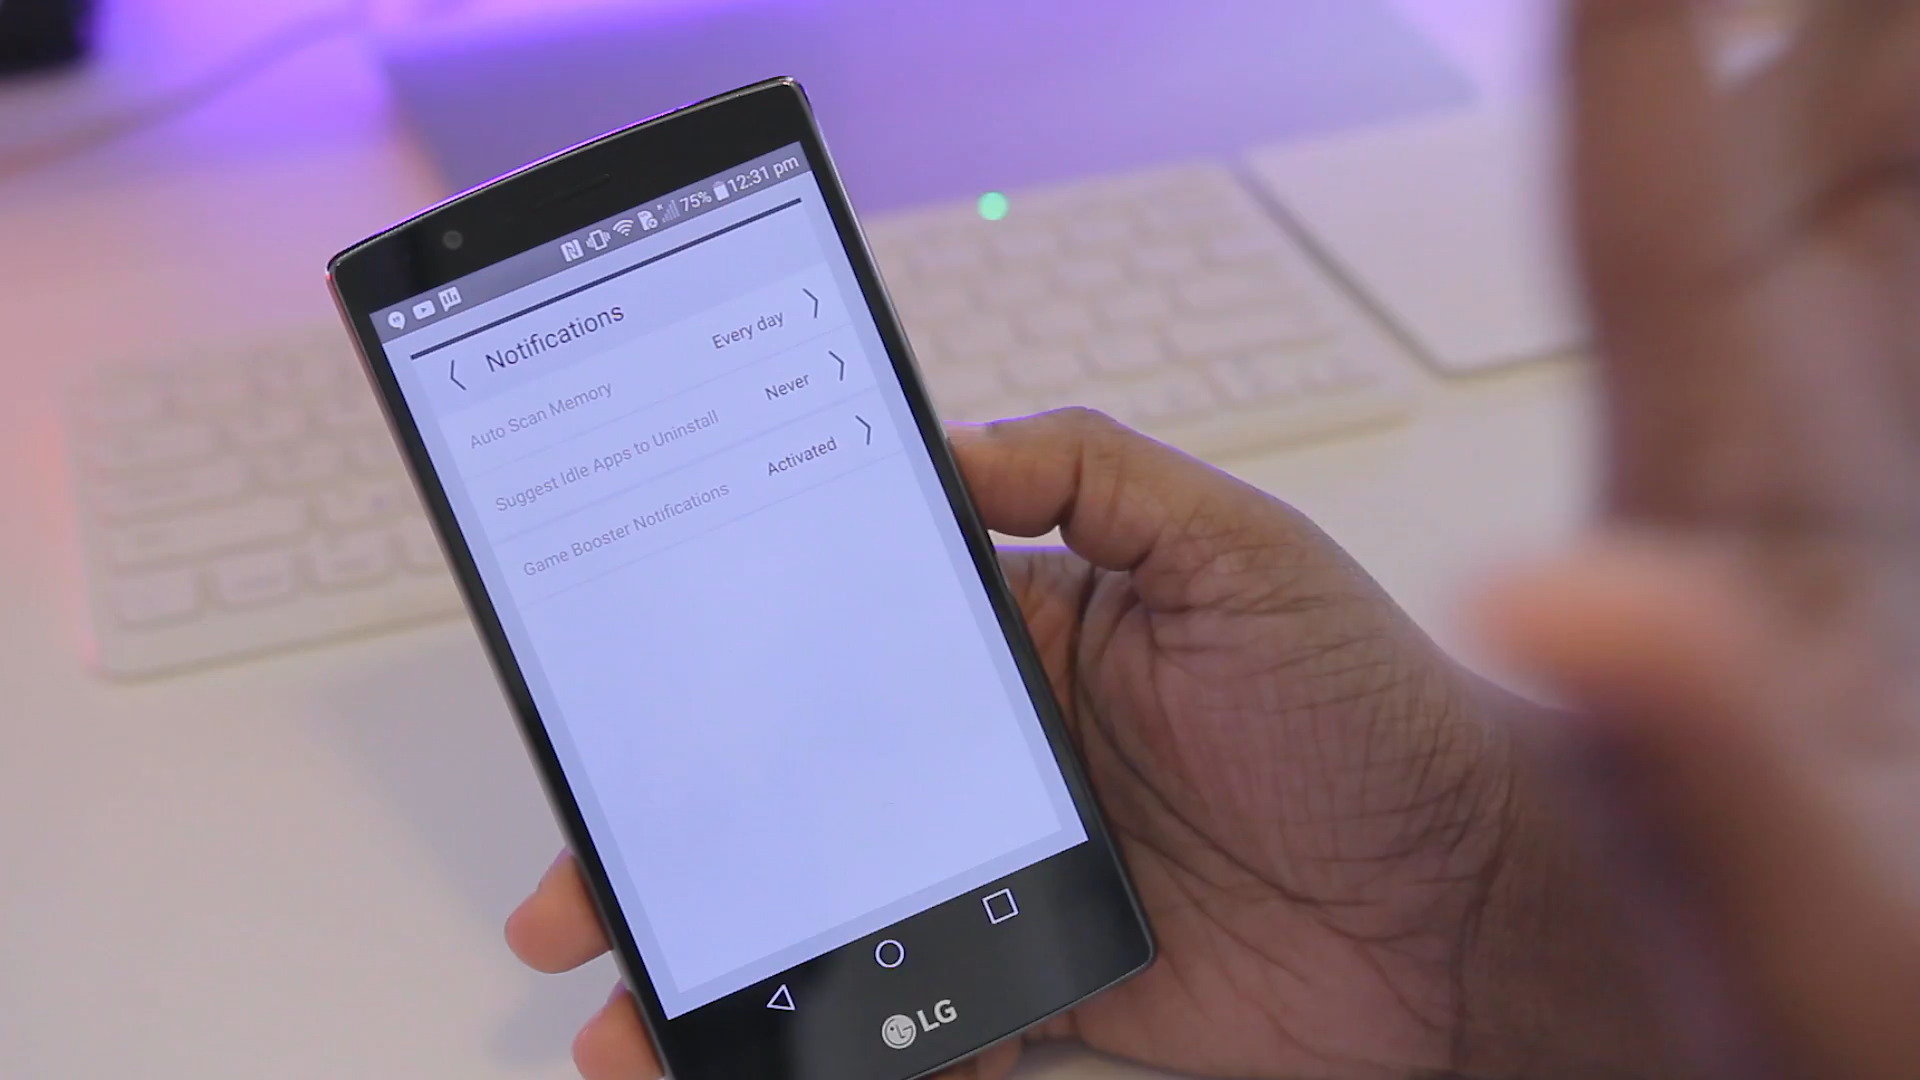 75% 12:31 pm
Notifications
Auto Scan Memory Every day
Suggest Idle Apps to Uninstall Never
Game Booster Notifications Activated
LG